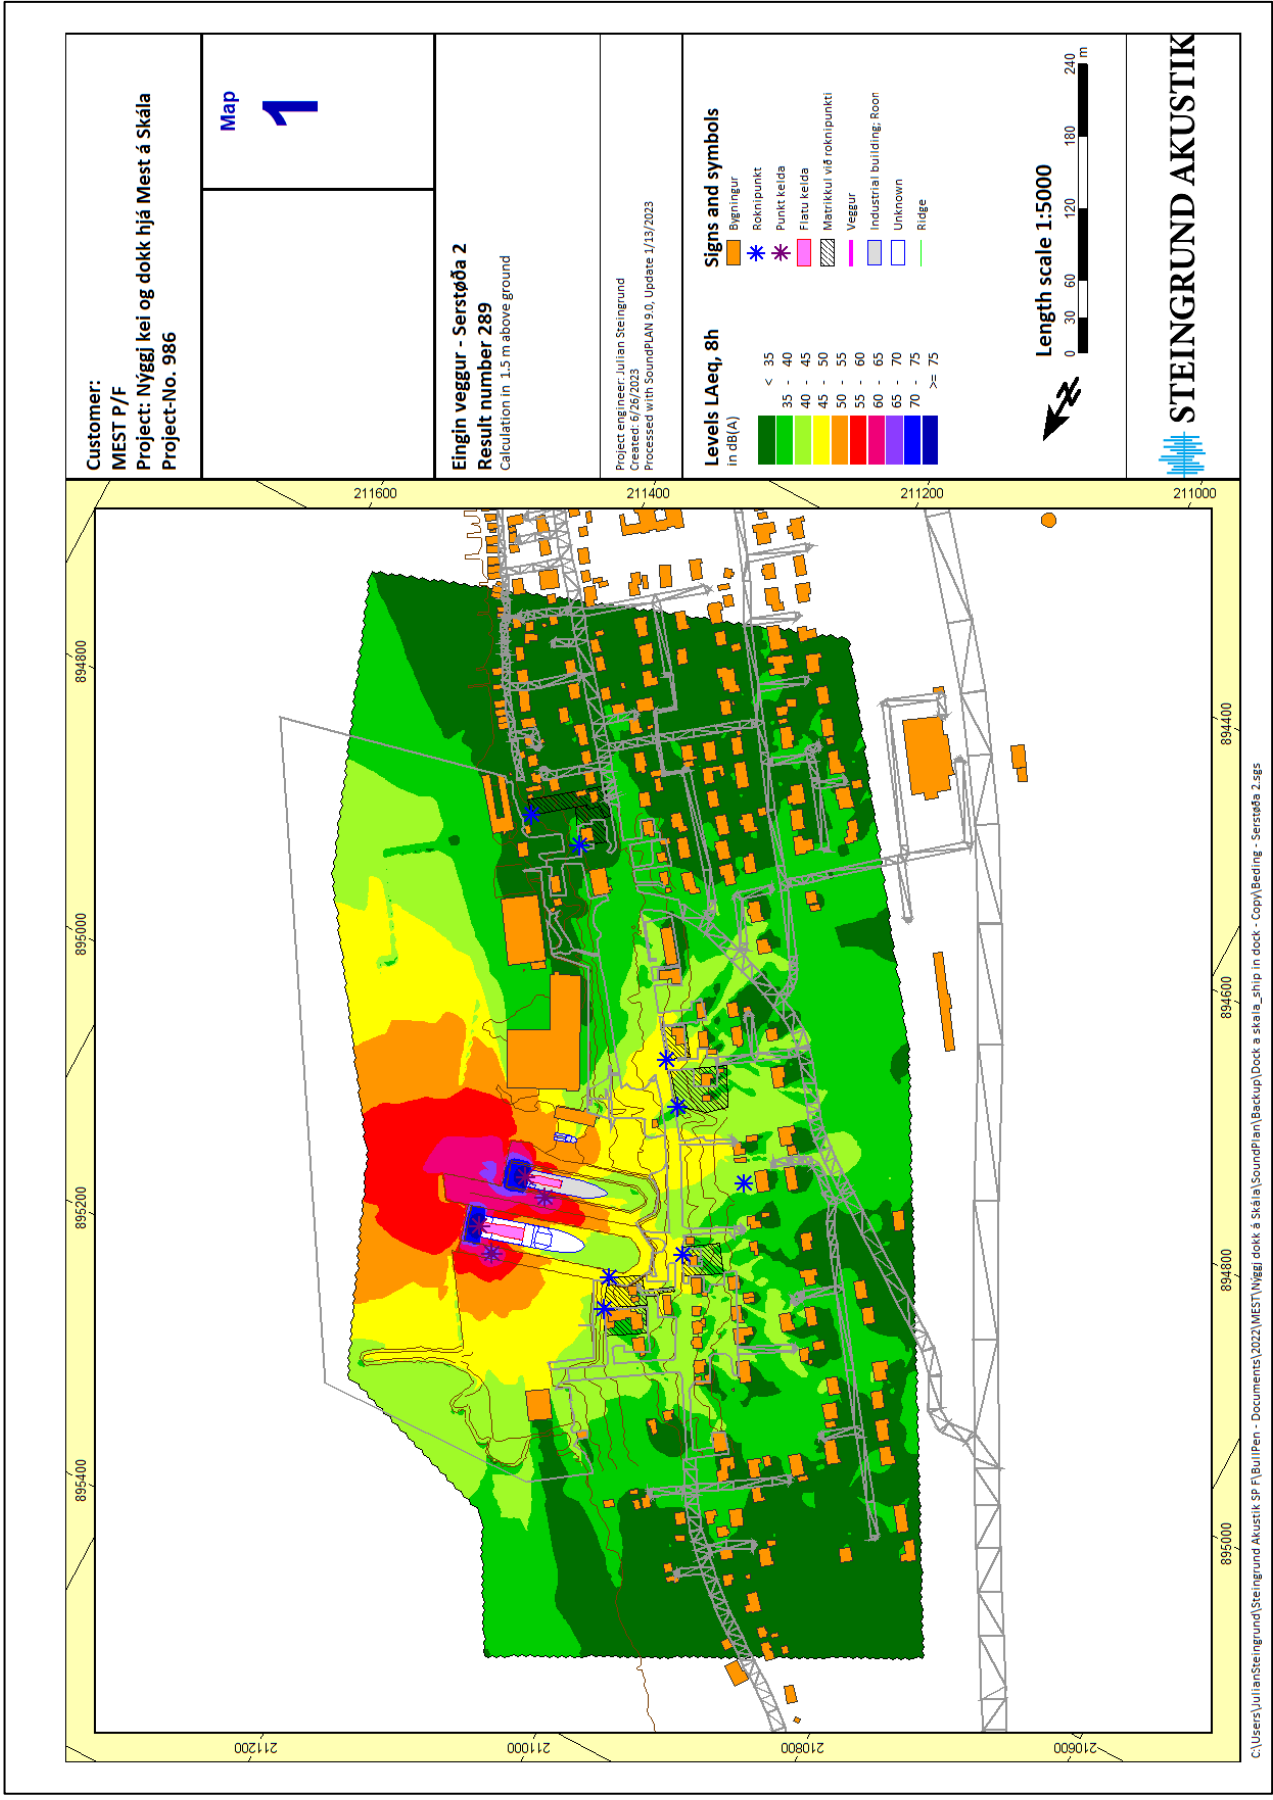 Customer:
MEST P/F
Project: Nýggj kei og dokk hjá Mest á Skála
Project-No. 986
Map
1
Eingin veggur - Serstøða 2
Result number 289
Calculation in 1.5 m above ground
Project engineer: Julian Steingrund
Created: 6/26/2023
Processed with SoundPLAN 9.0, Update 1/13/2023
Levels LAeq, 8h
in dB(A)
< 35
35 - 40
40 - 45
45 - 50
50 - 55
55 - 60
60 - 65
65 - 70
70 - 75
>= 75
Signs and symbols
Bygningur
Roknipunkt
Punkt kelda
Flatu kelda
Matrikkul við roknipunkti
Veggur
Industrial building; Room
Unknown
Ridge
Length scale 1:5000
0 30 60 120 180 240
m
STEINGRUND AKUSTIK
894800
895000
895200
895400
211600
211400
211200
211000
894400
894600
894800
895000
211200
211000
210800
210600
C:\Users\JulianSteingrund\Steingrund Akustik SP F\BullPen - Documents\2022\MEST\Nýggj dokk á Skála\SoundPlan\Backup\Dock a skala_ship in dock - Copy\Beding - Serstøða 2.sgs